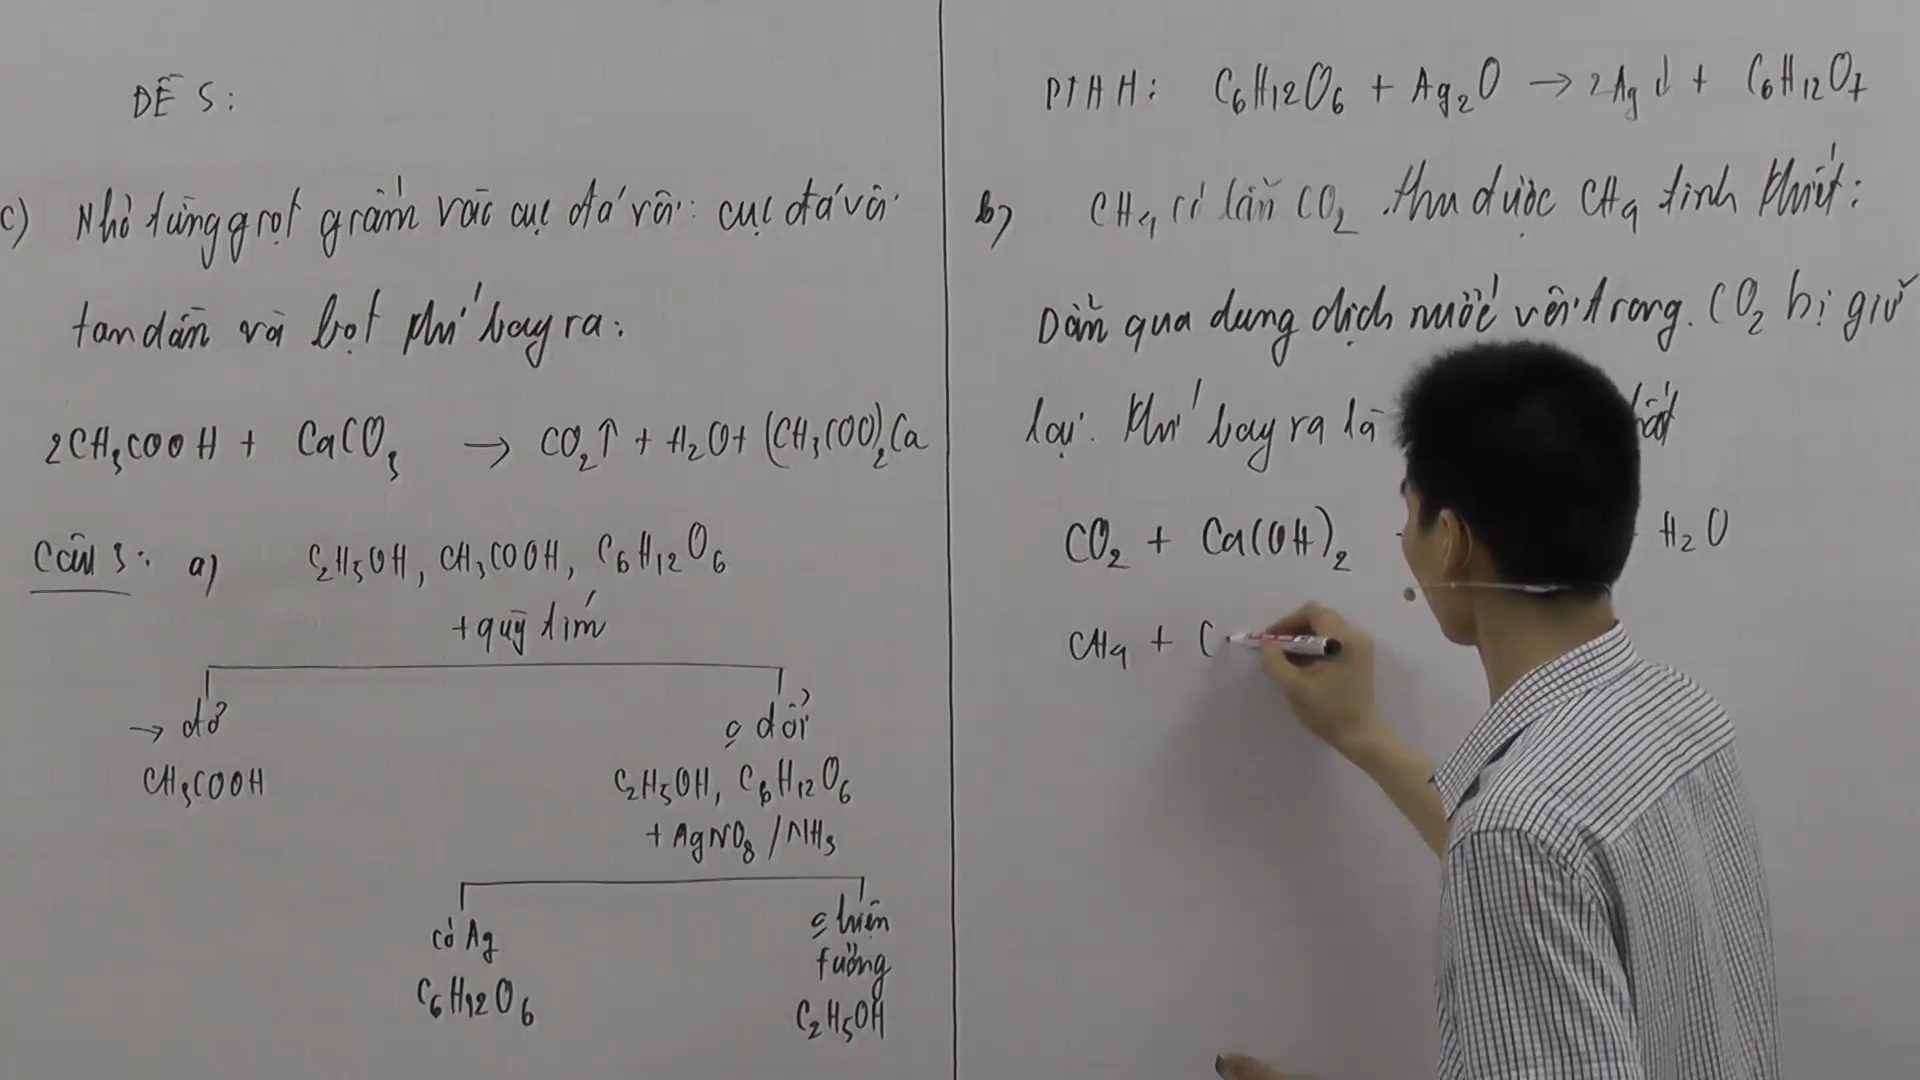 ĐỀ 5:
c) Nhỏ từng giọt giấm vào cục đá vôi: cục đá vôi
tan dần và bọt khí bay ra:
2CH₃COOH + CaCO₃ → CO₂↑ + H₂O + (CH₃COO)₂Ca
Câu 3: a) C₂H₅OH, CH₃COOH, C₆H₁₂O₆
+ quỳ tím
→ đỏ
CH₃COOH
đổi
C₂H₅OH, C₆H₁₂O₆
+ AgNO₃ / NH₃
có Ag
C₆H₁₂O₆
hiện
tượng
C₂H₅OH
PTHH: C₆H₁₂O₆ + Ag₂O → 2Ag↓ + C₆H₁₂O₇
b) CH₄ có lẫn CO₂. thu được CH₄ tinh khiết:
Dẫn qua dung dịch nước vôi trong. CO₂ bị giữ
lại. Khí bay ra là
CO₂ + Ca(OH)₂ H₂O
CH₄ + C